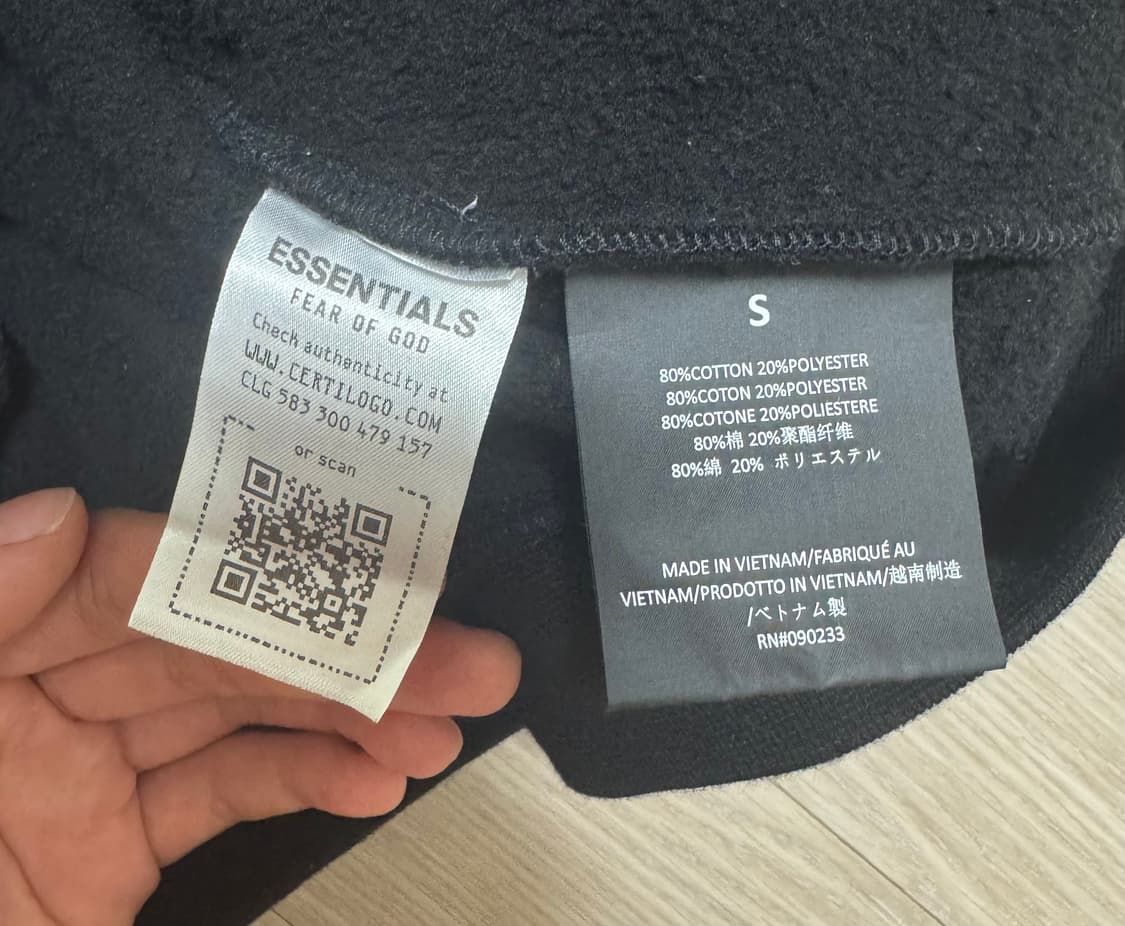 ESSENTIALS
FEAR OF GOD
Check authenticity at
WWW.CERTILOGO.COM
CLG 583 300 479 157
or scan
S
80%COTTON 20%POLYESTER
80%COTON 20%POLYESTER
80%COTONE 20%POLIESTERE
80%棉 20%聚酯纤维
80%綿 20% ポリエステル
MADE IN VIETNAM/FABRIQUÉ AU
VIETNAM/PRODOTTO IN VIETNAM/越南制造
/ベトナム製
RN#090233